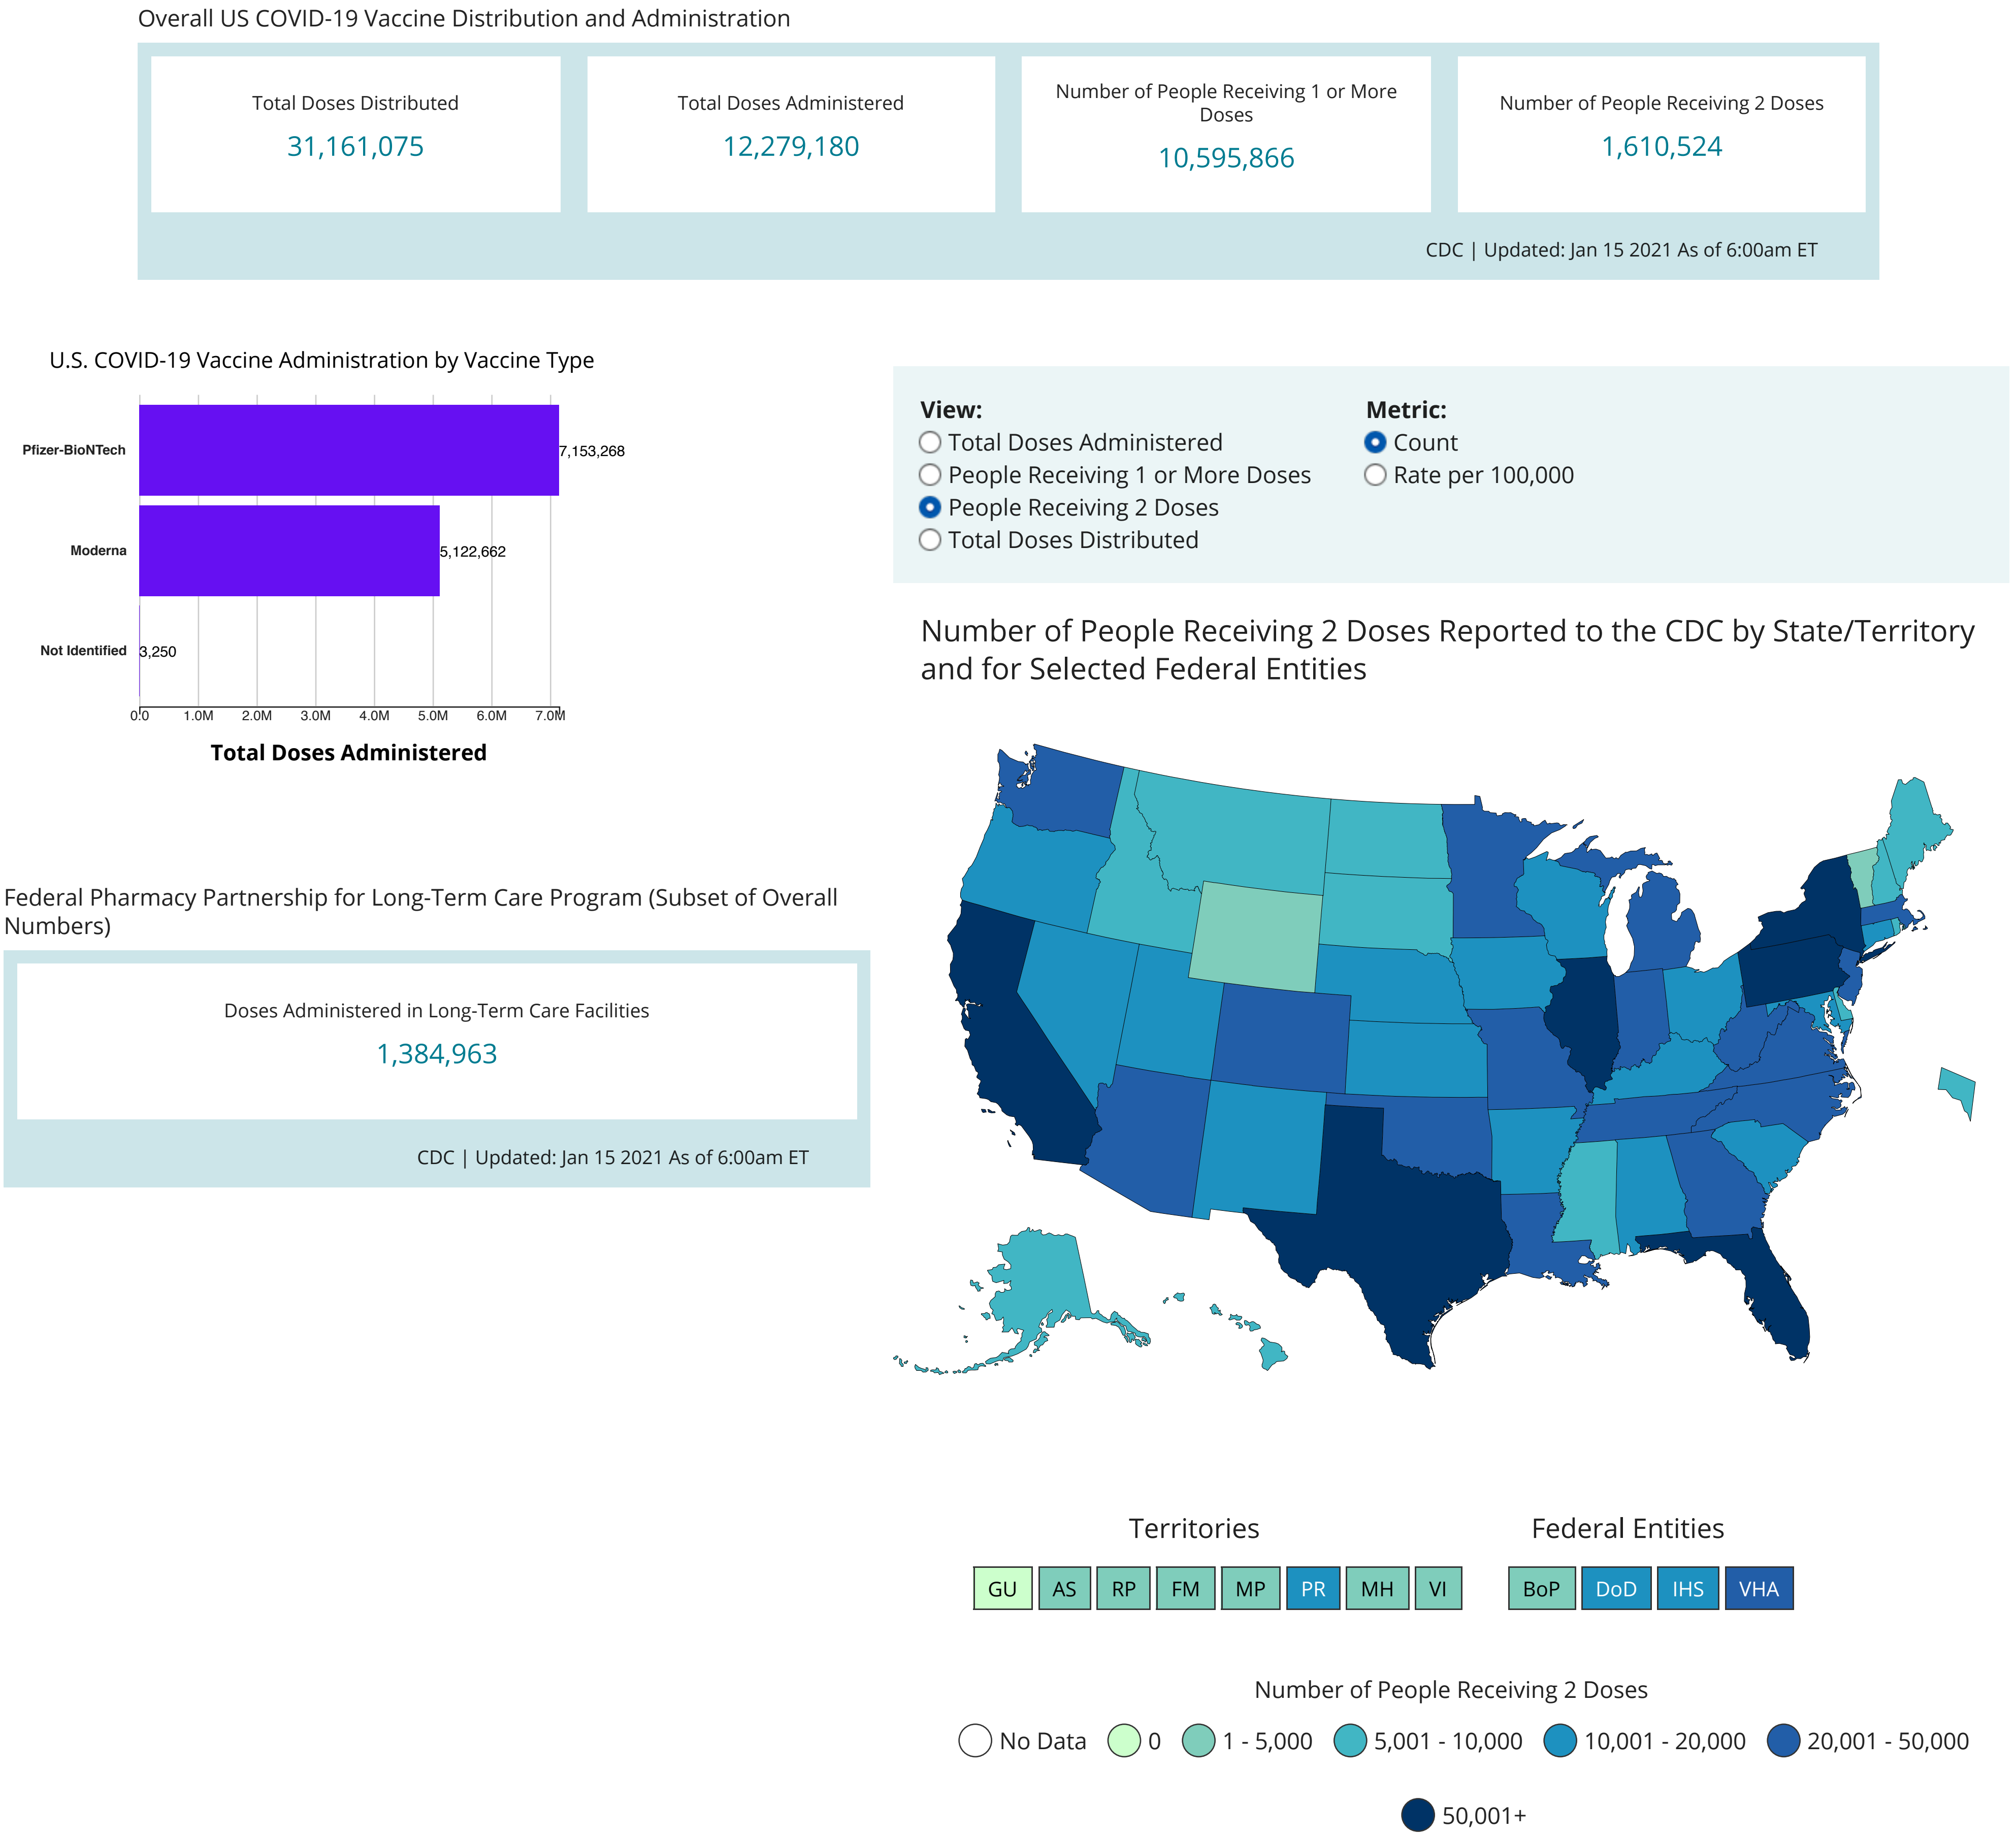 Overall US COVID-19 Vaccine Distribution and Administration
Total Doses Distributed
31,161,075
Total Doses Administered
12,279,180
Number of People Receiving 1 or More
Doses
10,595,866
Number of People Receiving 2 Doses
1,610,524
CDC | Updated: Jan 15 2021 As of 6:00am ET
U.S. COVID-19 Vaccine Administration by Vaccine Type
Pfizer-BioNTech
7,153,268
Moderna
5,122,662
Not Identified
3,250
0.0 1.0M 2.0M 3.0M 4.0M 5.0M 6.0M 7.0M
Total Doses Administered
Federal Pharmacy Partnership for Long-Term Care Program (Subset of Overall
Numbers)
Doses Administered in Long-Term Care Facilities
1,384,963
CDC | Updated: Jan 15 2021 As of 6:00am ET
View:
Total Doses Administered
People Receiving 1 or More Doses
People Receiving 2 Doses
Total Doses Distributed
Metric:
Count
Rate per 100,000
Number of People Receiving 2 Doses Reported to the CDC by State/Territory
and for Selected Federal Entities
Territories
GU AS RP FM MP PR MH VI
Federal Entities
BoP DoD IHS VHA
Number of People Receiving 2 Doses
No Data 0 1 - 5,000 5,001 - 10,000 10,001 - 20,000 20,001 - 50,000
50,001+